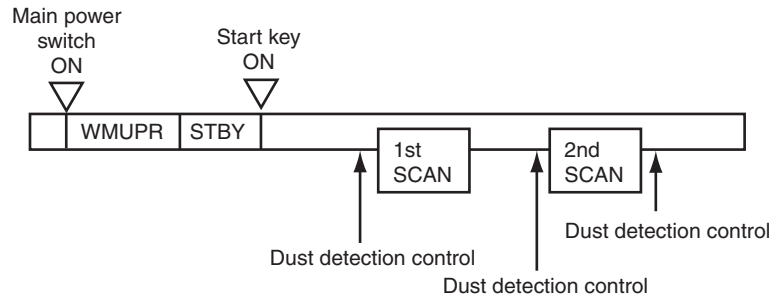 Main power
switch
ON
Start key
ON
WMUPR
STBY
1st
SCAN
2nd
SCAN
Dust detection control
Dust detection control
Dust detection control